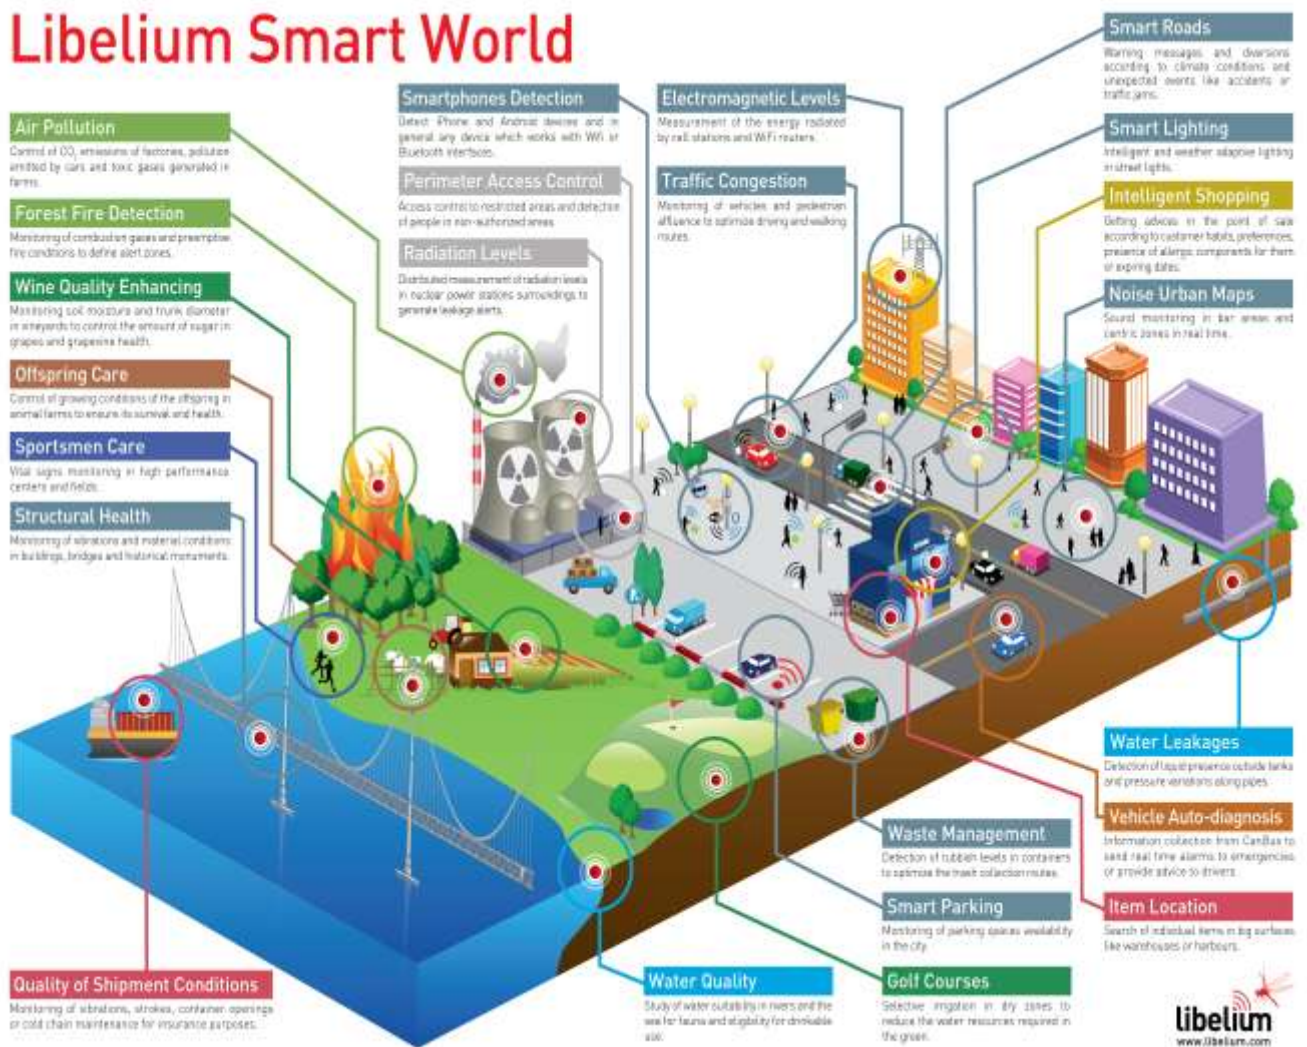 Libelium Smart World
Air Pollution
Control of CO₂ emissions of factories, pollution
emitted by cars and toxic gases generated in
farms.
Forest Fire Detection
Monitoring of combustion gases and preemptive
fire conditions to define alert zones.
Wine Quality Enhancing
Monitoring soil moisture and trunk diameter
in vineyards to control the amount of sugar in
grapes and grapevine health.
Offspring Care
Control of growing conditions of the offspring in
animal farms to ensure its survival and health.
Sportsmen Care
Vital signs monitoring in high performance
centers and fields.
Structural Health
Monitoring of vibrations and material conditions
in buildings, bridges and historical monuments.
Quality of Shipment Conditions
Monitoring of vibrations, strokes, container openings
or cold chain maintenance for insurance purposes.
Smartphones Detection
Detect iPhone and Android devices and in
general any device which works with Wifi or
Bluetooth interfaces.
Perimeter Access Control
Access control to restricted areas and detection
of people in non-authorized areas.
Radiation Levels
Distributed measurement of radiation levels
in nuclear power stations surroundings to
generate leakage alerts.
Electromagnetic Levels
Measurement of the energy radiated
by cell stations and WiFi routers.
Traffic Congestion
Monitoring of vehicles and pedestrian
affluence to optimize driving and walking
routes.
Smart Roads
Warning messages and diversions
according to climate conditions and
unexpected events like accidents or
traffic jams.
Smart Lighting
Intelligent and weather adaptive lighting
in street lights.
Intelligent Shopping
Getting advices in the point of sale
according to customer habits, preferences,
presence of allergic components for them
or expiring dates.
Noise Urban Maps
Sound monitoring in bar areas and
centric zones in real time.
Water Leakages
Detection of liquid presence outside tanks
and pressure variations along pipes.
Vehicle Auto-diagnosis
Information collection from CanBus to
send real time alarms to emergencies
or provide advice to drivers.
Item Location
Search of individual items in big surfaces
like warehouses or harbours.
Waste Management
Detection of rubbish levels in containers
to optimize the trash collection routes.
Smart Parking
Monitoring of parking spaces availability
in the city.
Golf Courses
Selective irrigation in dry zones to
reduce the water resources required in
the green.
Water Quality
Study of water suitability in rivers and the
sea for fauna and eligibility for drinkable
use.
libelium
www.libelium.com